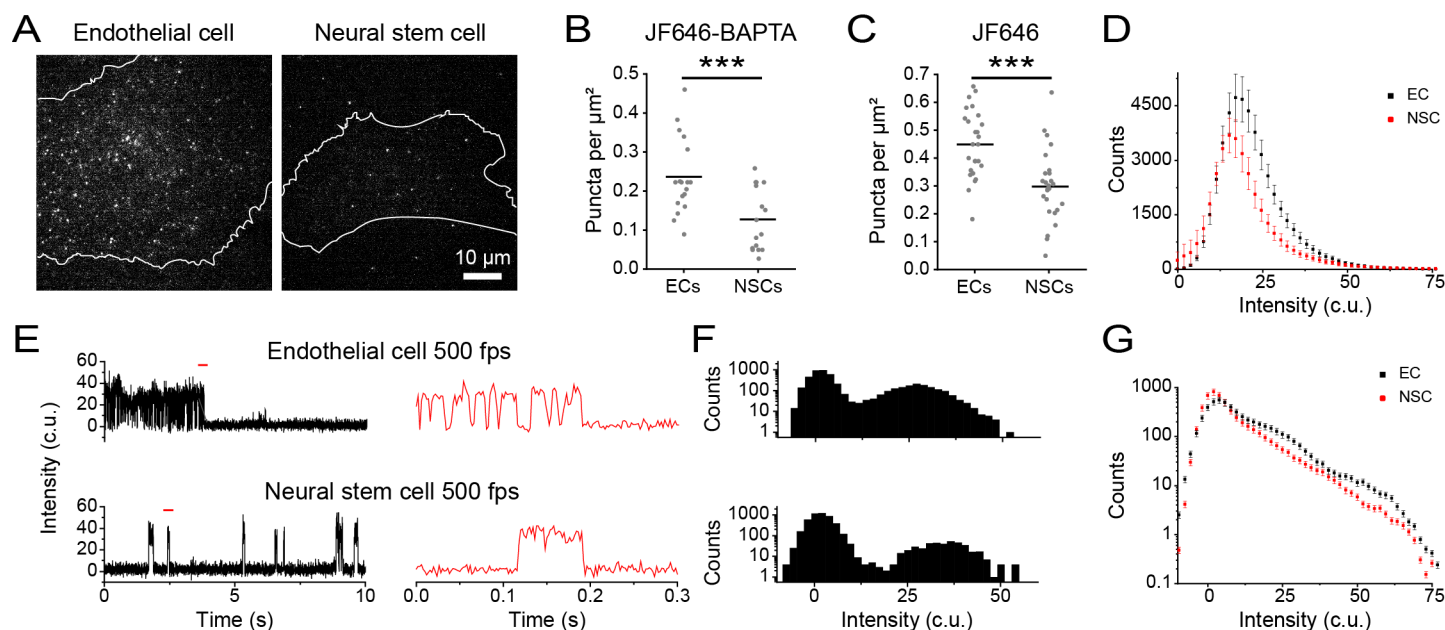 A
Endothelial cell
Neural stem cell
10 µm
B
JF646-BAPTA
***
Puncta per µm²
0.5
0.4
0.3
0.2
0.1
0.0
ECs
NSCs
C
JF646
***
Puncta per µm²
0.7
0.6
0.5
0.4
0.3
0.2
0.1
0.0
ECs
NSCs
D
EC
NSC
Counts
4500
3000
1500
0
0
25
50
75
Intensity (c.u.)
E
Endothelial cell 500 fps
60
40
20
0
0
5
10
Neural stem cell 500 fps
Intensity (c.u.)
60
40
20
0
0
5
10
Time (s)
0.0
0.1
0.2
0.3
Time (s)
F
Counts
1000
100
10
1
Counts
1000
100
10
1
0
50
Intensity (c.u.)
G
EC
NSC
Counts
1000
100
10
1
0.1
0
25
50
75
Intensity (c.u.)